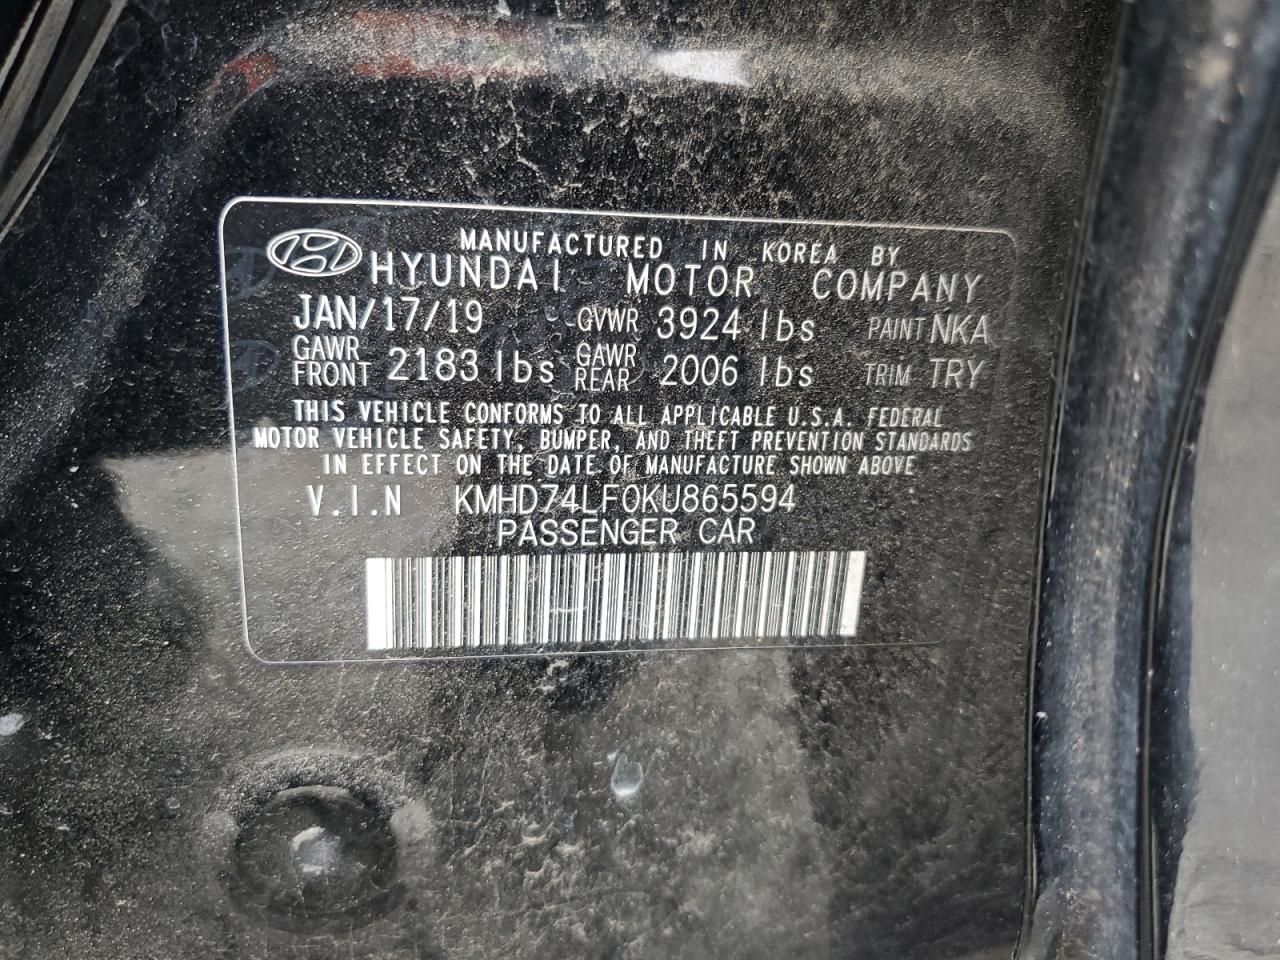 MANUFACTURED IN KOREA BY
HYUNDAI MOTOR COMPANY
JAN/17/19 GVWR 3924 lbs PAINT NKA
GAWR FRONT 2183 lbs GAWR REAR 2006 lbs TRIM TRY
THIS VEHICLE CONFORMS TO ALL APPLICABLE U.S.A. FEDERAL
MOTOR VEHICLE SAFETY, BUMPER, AND THEFT PREVENTION STANDARDS
IN EFFECT ON THE DATE OF MANUFACTURE SHOWN ABOVE
V.I.N KMHD74LF0KU865594
PASSENGER CAR